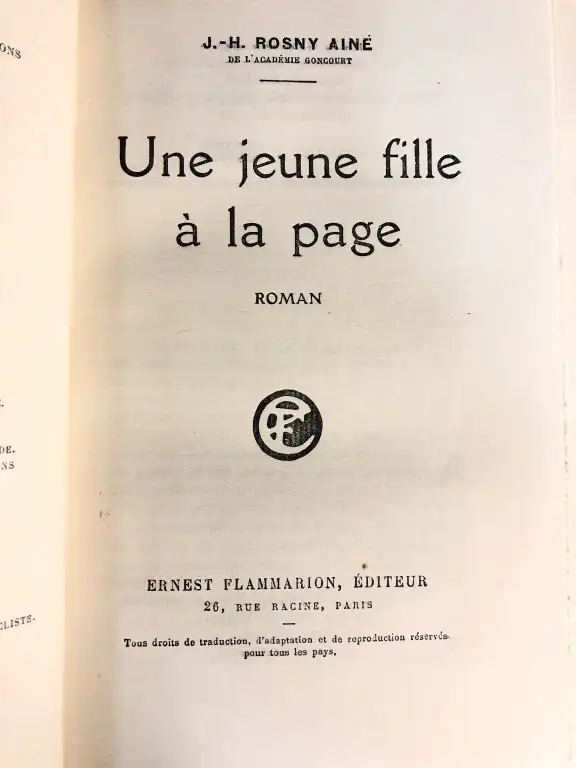 J.-H. ROSNY AINÉ
DE L'ACADÉMIE GONCOURT
Une jeune fille
à la page
ROMAN
ERNEST FLAMMARION, ÉDITEUR
26, RUE RACINE, PARIS
Tous droits de traduction, d'adaptation et de reproduction réservés
pour tous les pays.